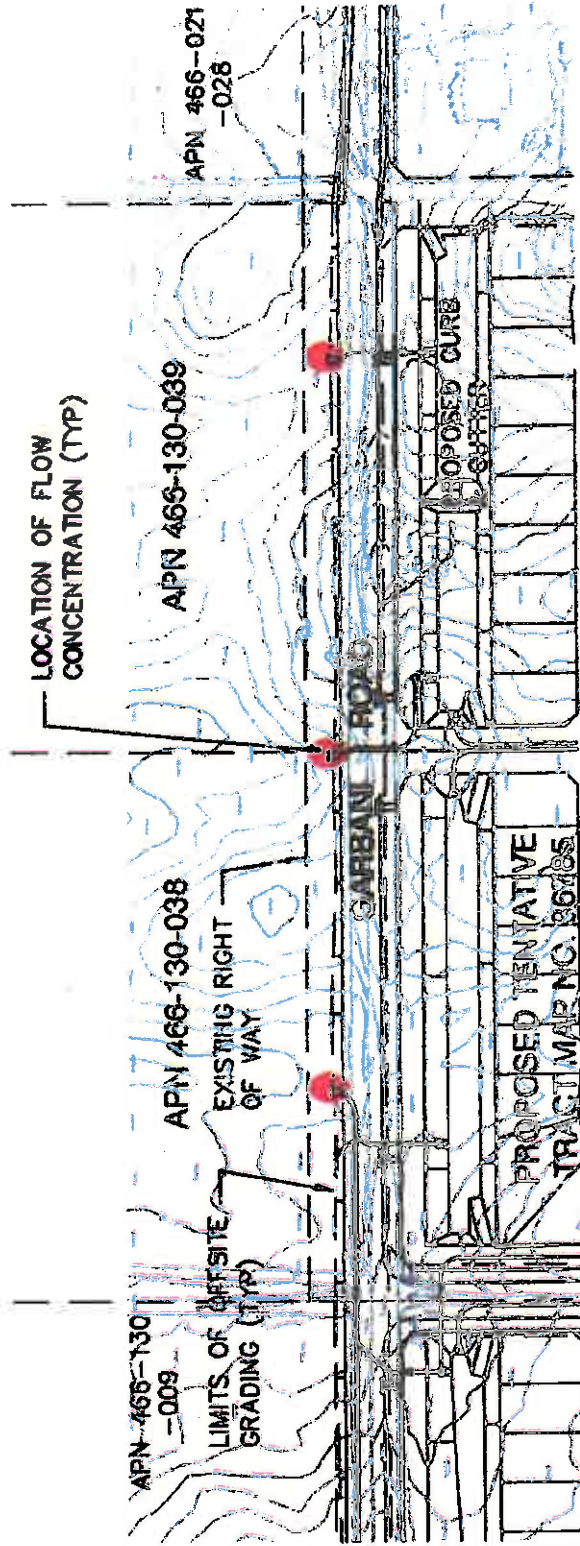 LOCATION OF FLOW
CONCENTRATION (TYP)
APN 466-130
-009
APN 466-130-038
APN 466-130-039
APN 466-021
-028
LIMITS OF OFFSITE
GRADING (TYP)
EXISTING RIGHT
OF WAY
GARBANI ROAD
PROPOSED CURB
GUTTER
PROPOSED TENTATIVE
TRACT MAP NO. 36785